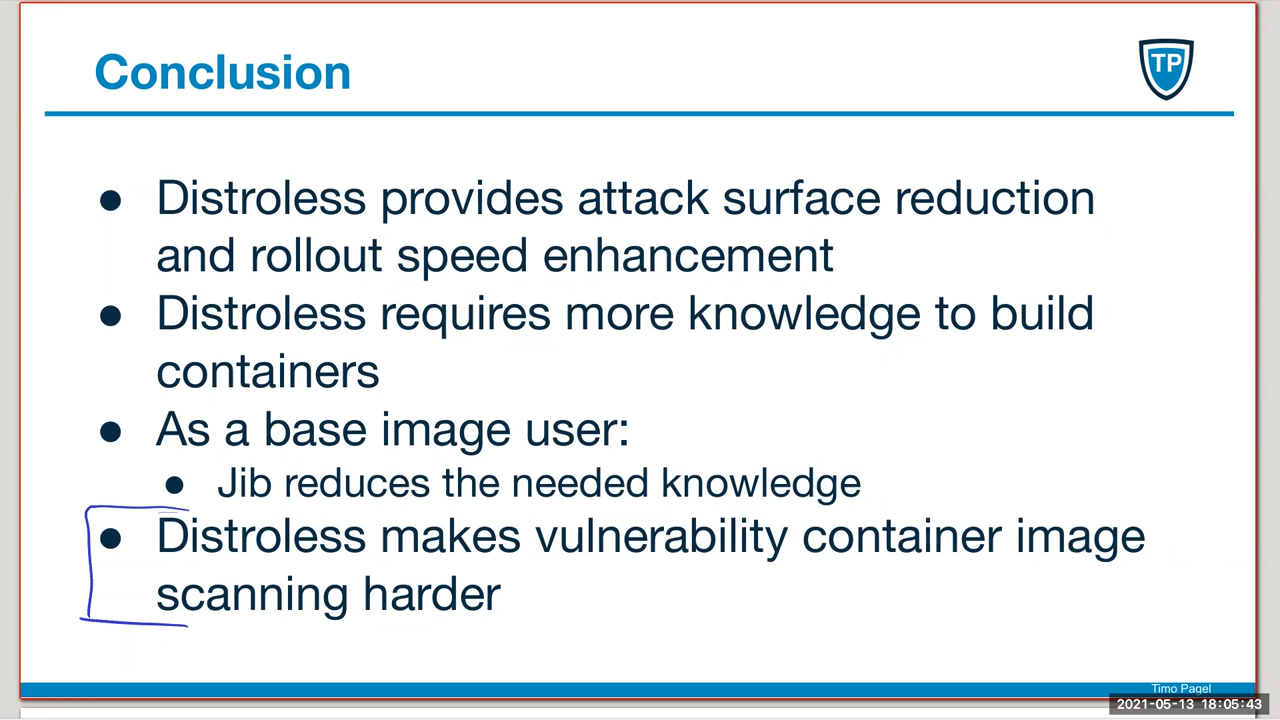 Conclusion
TP
● Distroless provides attack surface reduction
and rollout speed enhancement
● Distroless requires more knowledge to build
containers
● As a base image user:
● Jib reduces the needed knowledge
● Distroless makes vulnerability container image
scanning harder
Timo Pagel
2021-05-13 18:05:43